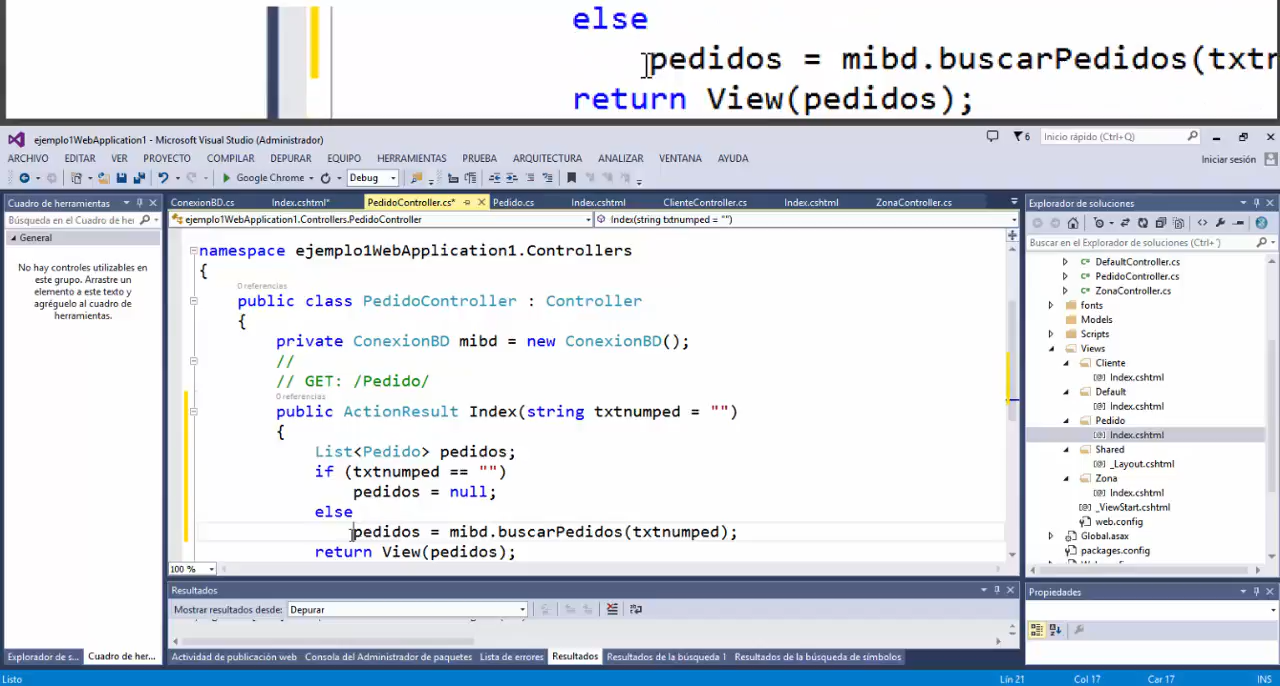 else
pedidos = mibd.buscarPedidos(txtn
return View(pedidos);
ejemplo1WebApplication1 - Microsoft Visual Studio (Administrador)
6
Inicio rápido (Ctrl+Q)
ARCHIVO EDITAR VER PROYECTO COMPILAR DEPURAR EQUIPO HERRAMIENTAS PRUEBA ARQUITECTURA ANALIZAR VENTANA AYUDA
Iniciar sesión
Google Chrome
Debug
Cuadro de herramientas
ConexionBD.cs Index.cshtml* PedidoController.cs* Pedido.cs Index.cshtml ClienteController.cs Index.cshtml ZonaController.cs
Explorador de soluciones
Búsqueda en el Cuadro de her
ejemplo1WebApplication1.Controllers.PedidoController
Index(string txtnumped = "")
General
Buscar en el Explorador de soluciones (Ctrl+')
No hay controles utilizables en
este grupo. Arrastre un
elemento a este texto y
agréguelo al cuadro de
herramientas.
namespace ejemplo1WebApplication1.Controllers
{
0 referencias
public class PedidoController : Controller
{
private ConexionBD mibd = new ConexionBD();
//
// GET: /Pedido/
0 referencias
public ActionResult Index(string txtnumped = "")
{
List<Pedido> pedidos;
if (txtnumped == "")
pedidos = null;
else
pedidos = mibd.buscarPedidos(txtnumped);
return View(pedidos);
100 %
DefaultController.cs
PedidoController.cs
ZonaController.cs
fonts
Models
Scripts
Views
Cliente
Index.cshtml
Default
Index.cshtml
Pedido
Index.cshtml
Shared
_Layout.cshtml
Zona
Index.cshtml
_ViewStart.cshtml
web.config
Global.asax
packages.config
Resultados
Mostrar resultados desde: Depurar
Propiedades
Explorador de s... Cuadro de her...
Actividad de publicación web Consola del Administrador de paquetes Lista de errores Resultados Resultados de la búsqueda 1 Resultados de la búsqueda de símbolos
Listo
Lín 21 Col 17 Car 17 INS